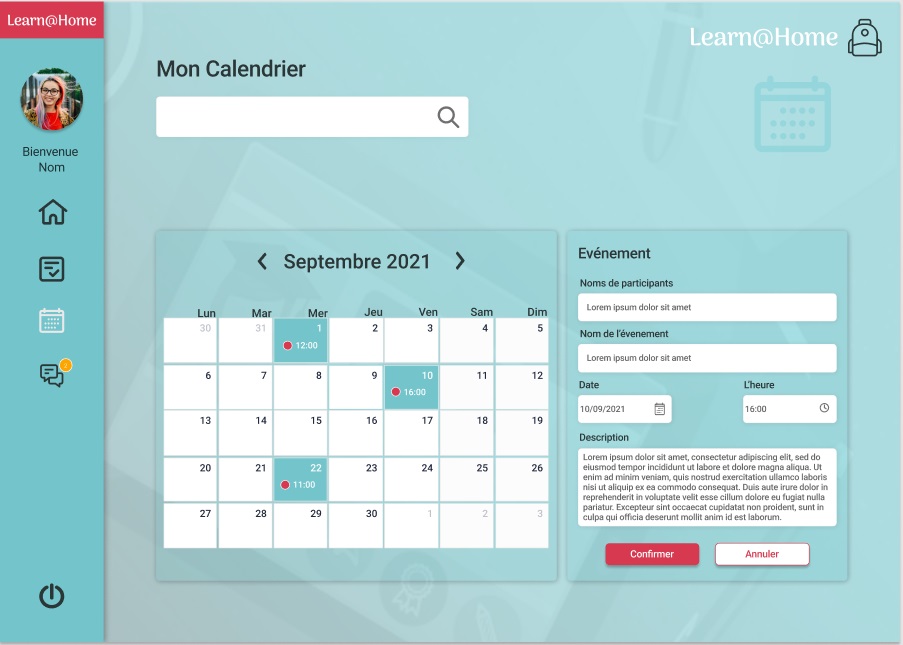 Learn@Home
Learn@Home
Bienvenue
Nom
Mon Calendrier
Septembre 2021
Lun Mar Mer Jeu Ven Sam Dim
30 31 1 2 3 4 5
12:00
6 7 8 9 10 11 12
16:00
13 14 15 16 17 18 19
20 21 22 23 24 25 26
11:00
27 28 29 30 1 2 3
Evénement
Noms de participants
Lorem ipsum dolor sit amet
Nom de l'évenement
Lorem ipsum dolor sit amet
Date L'heure
10/09/2021 16:00
Description
Lorem ipsum dolor sit amet, consectetur adipiscing elit, sed do
eiusmod tempor incididunt ut labore et dolore magna aliqua. Ut
enim ad minim veniam, quis nostrud exercitation ullamco laboris
nisi ut aliquip ex ea commodo consequat. Duis aute irure dolor in
reprehenderit in voluptate velit esse cillum dolore eu fugiat nulla
pariatur. Excepteur sint occaecat cupidatat non proident, sunt in
culpa qui officia deserunt mollit anim id est laborum.
Confirmer Annuler